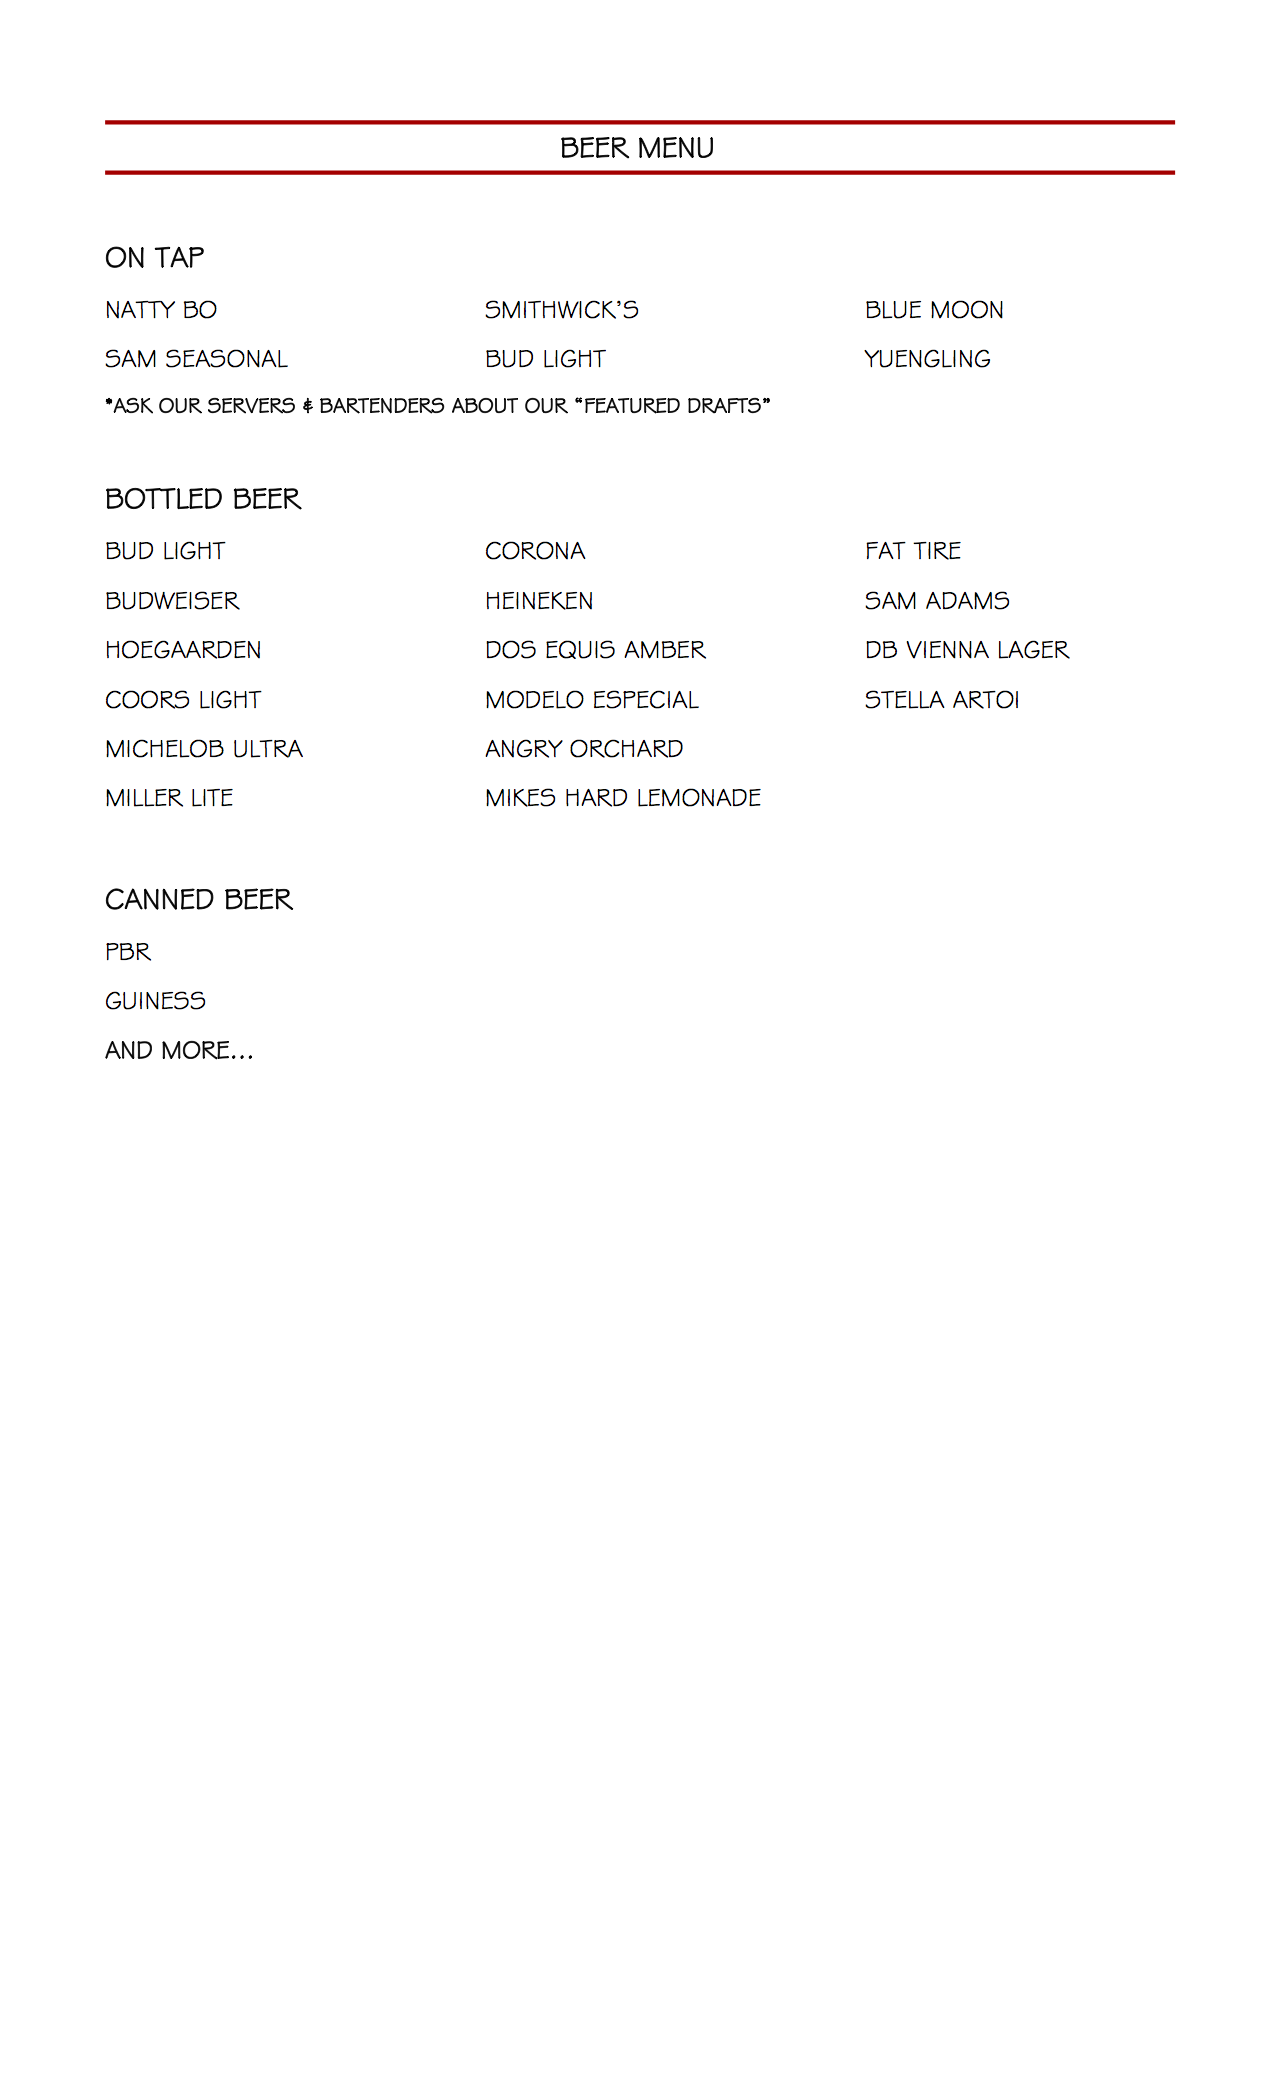 BEER MENU
ON TAP
NATTY BO SMITHWICK’S BLUE MOON
SAM SEASONAL BUD LIGHT YUENGLING
*ASK OUR SERVERS & BARTENDERS ABOUT OUR “FEATURED DRAFTS”
BOTTLED BEER
BUD LIGHT CORONA FAT TIRE
BUDWEISER HEINEKEN SAM ADAMS
HOEGAARDEN DOS EQUIS AMBER DB VIENNA LAGER
COORS LIGHT MODELO ESPECIAL STELLA ARTOI
MICHELOB ULTRA ANGRY ORCHARD
MILLER LITE MIKES HARD LEMONADE
CANNED BEER
PBR
GUINESS
AND MORE...